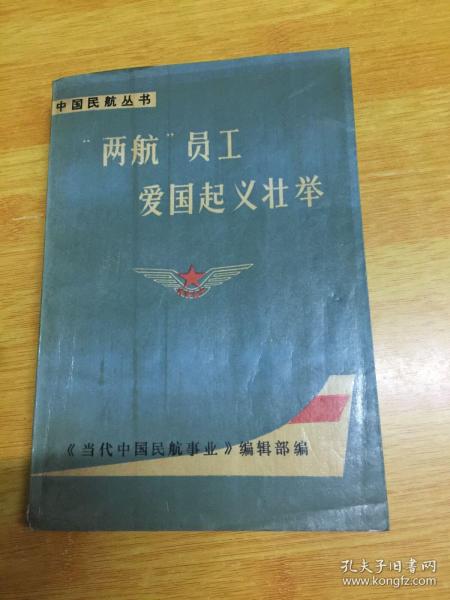 中国民航丛书
“两航”员工
爱国起义壮举
《当代中国民航事业》编辑部编
孔夫子旧书网
www.kongfz.com